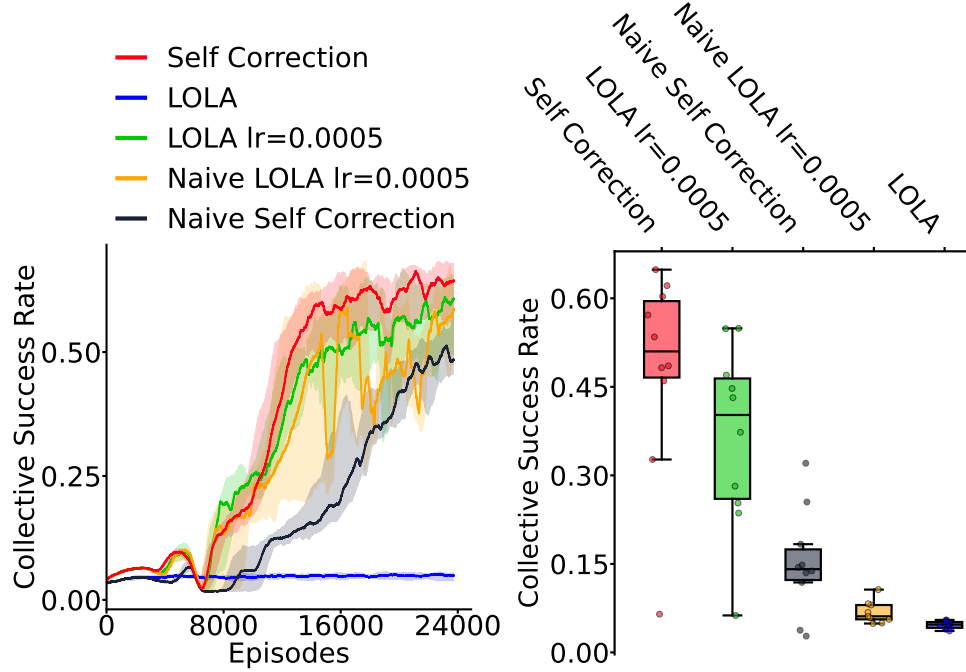 Self Correction
LOLA
LOLA lr=0.0005
Naive LOLA lr=0.0005
Naive Self Correction
Collective Success Rate
0.50
0.25
0.00
0
8000
16000
24000
Episodes
Self Correction
LOLA lr=0.0005
Naive Self Correction
Naive LOLA lr=0.0005
LOLA
Collective Success Rate
0.60
0.45
0.30
0.15
0.00